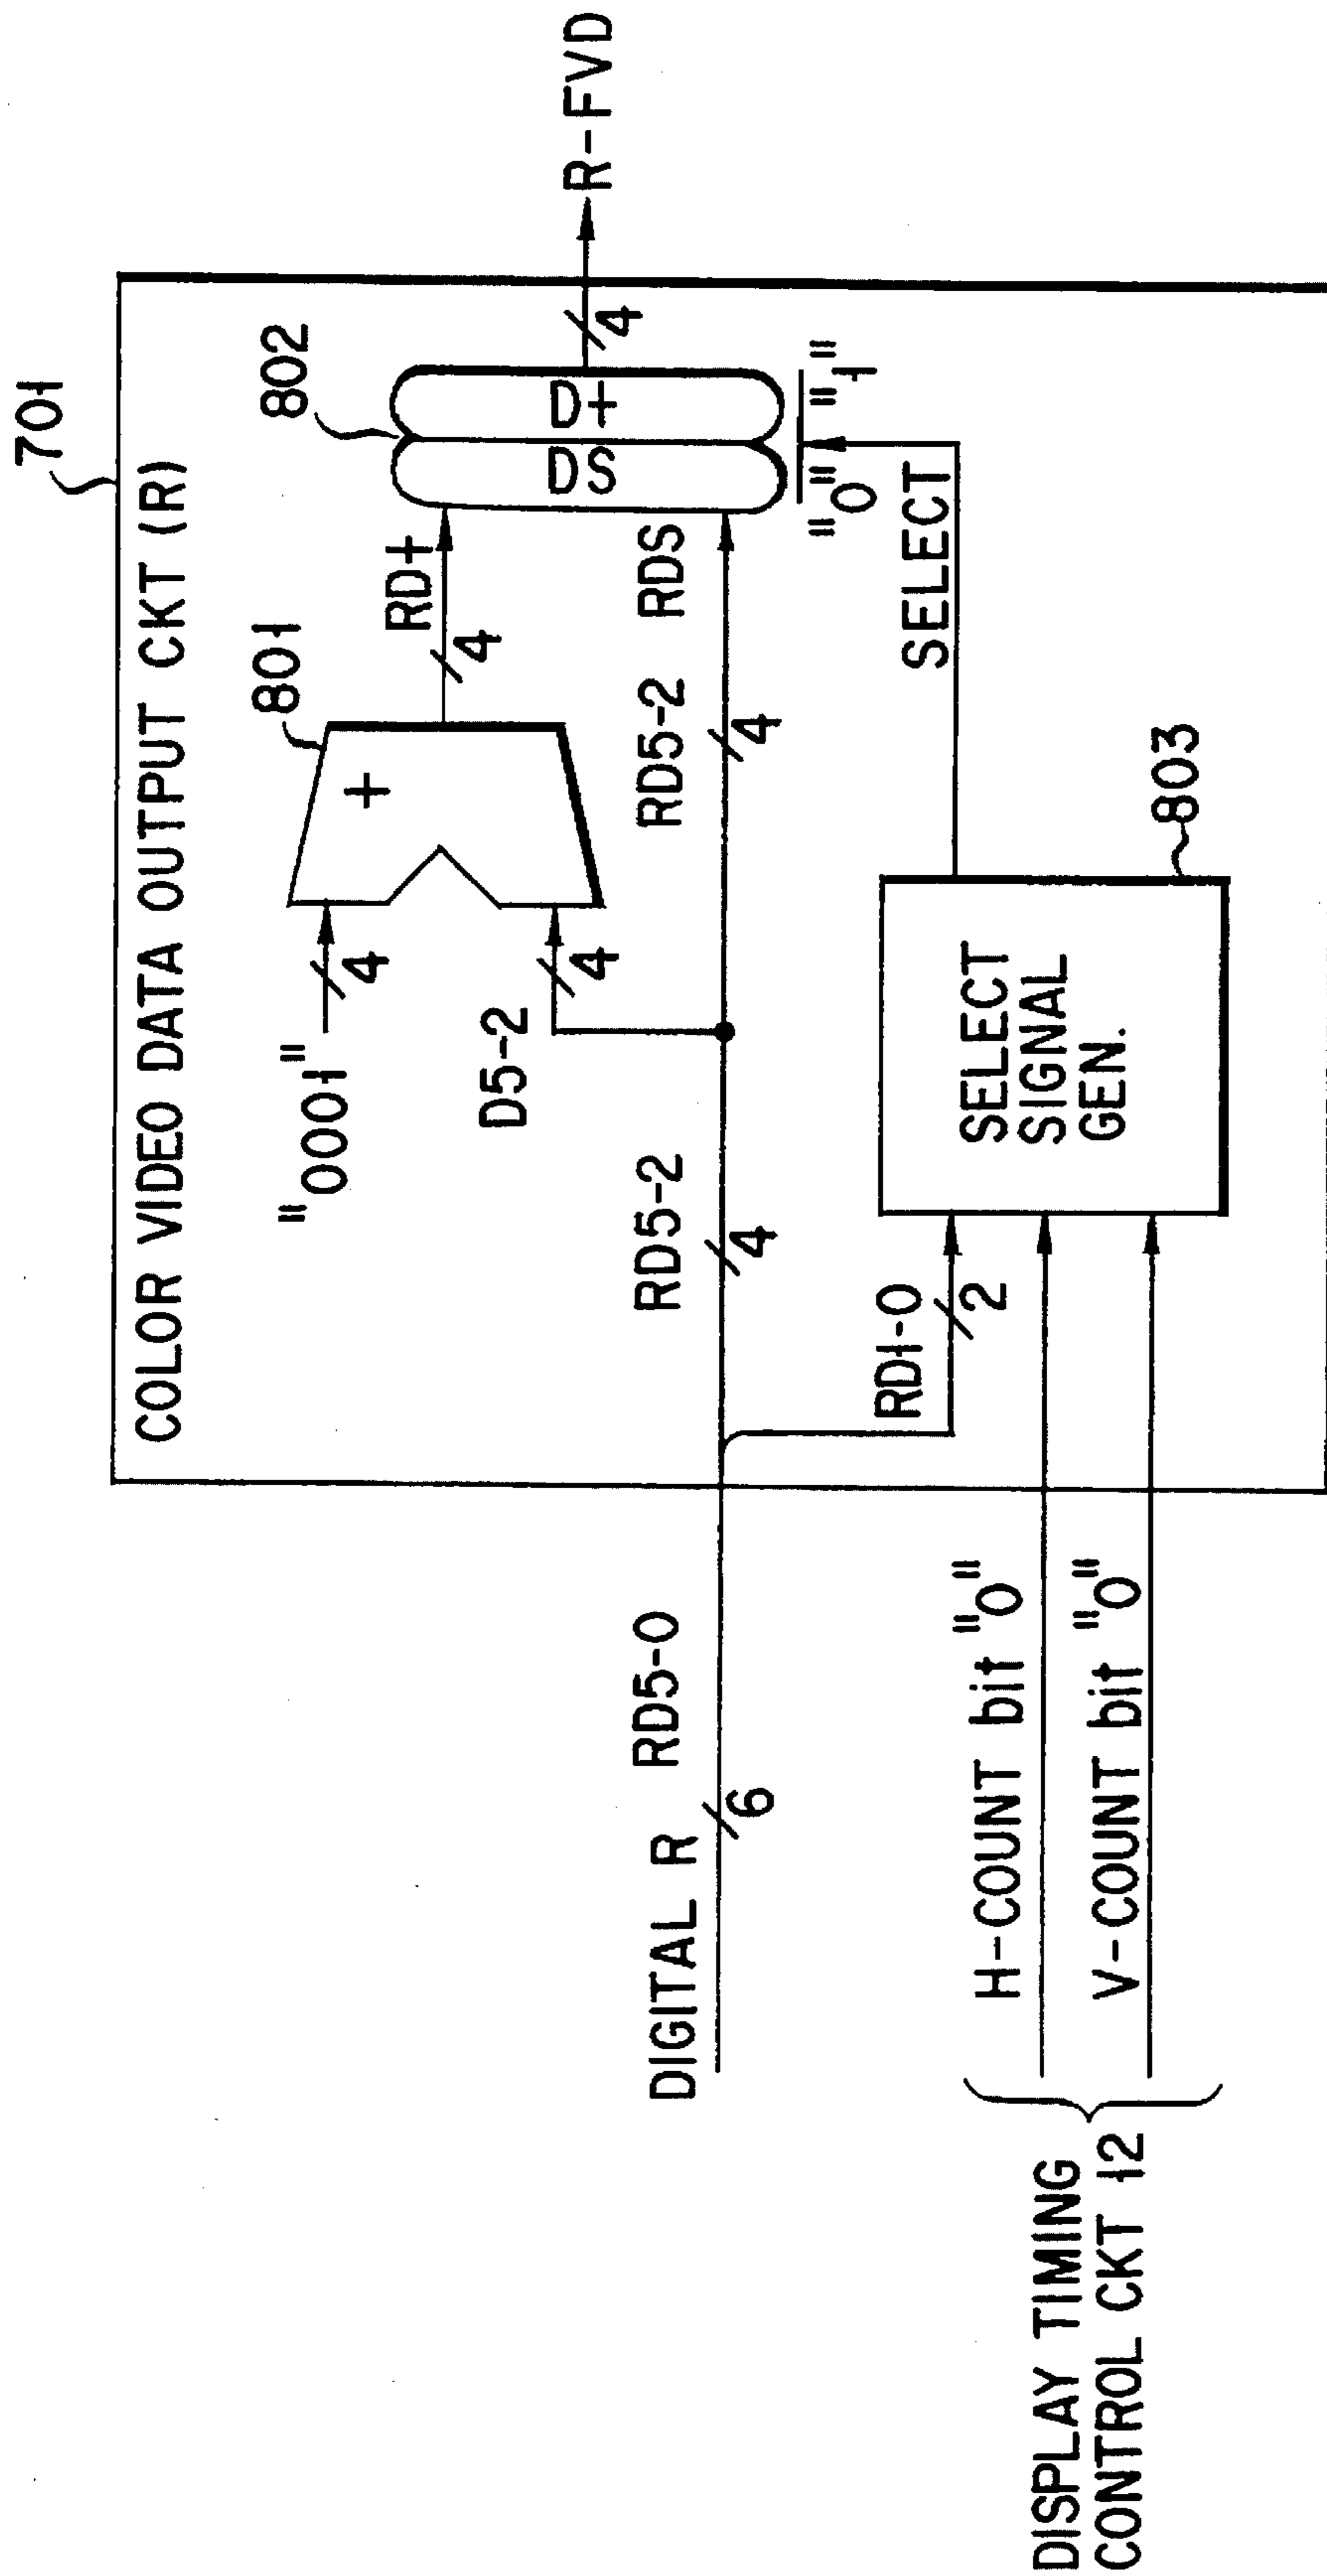 701
COLOR VIDEO DATA OUTPUT CKT (R)
801
802
"0001"
4
+
RD+
4
D5-2
4
DS
D+
4
R-FVD
DIGITAL R
RD5-0
6
RD5-2
4
RD5-2
4
RDS
"0"
"1"
SELECT
RD1-0
2
SELECT
SIGNAL
GEN.
803
H-COUNT bit "0"
V-COUNT bit "0"
DISPLAY TIMING
CONTROL CKT 12